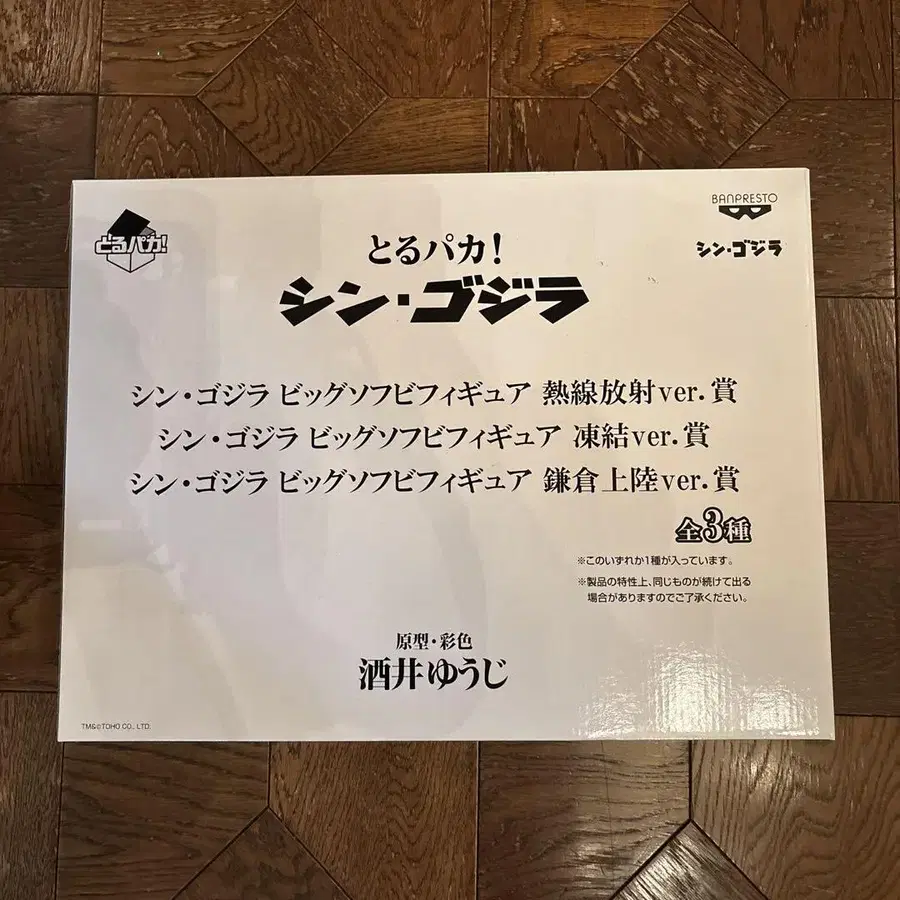 とるパカ!
BANPRESTO
シン・ゴジラ
とるパカ!
シン・ゴジラ
シン・ゴジラ ビッグソフビフィギュア 熱線放射ver.賞
シン・ゴジラ ビッグソフビフィギュア 凍結ver.賞
シン・ゴジラ ビッグソフビフィギュア 鎌倉上陸ver.賞
全3種
※このいずれか1種が入っています。
※製品の特性上、同じものが続けて出る
場合がありますのでご了承ください。
原型・彩色
酒井ゆうじ
TM&©TOHO CO., LTD.